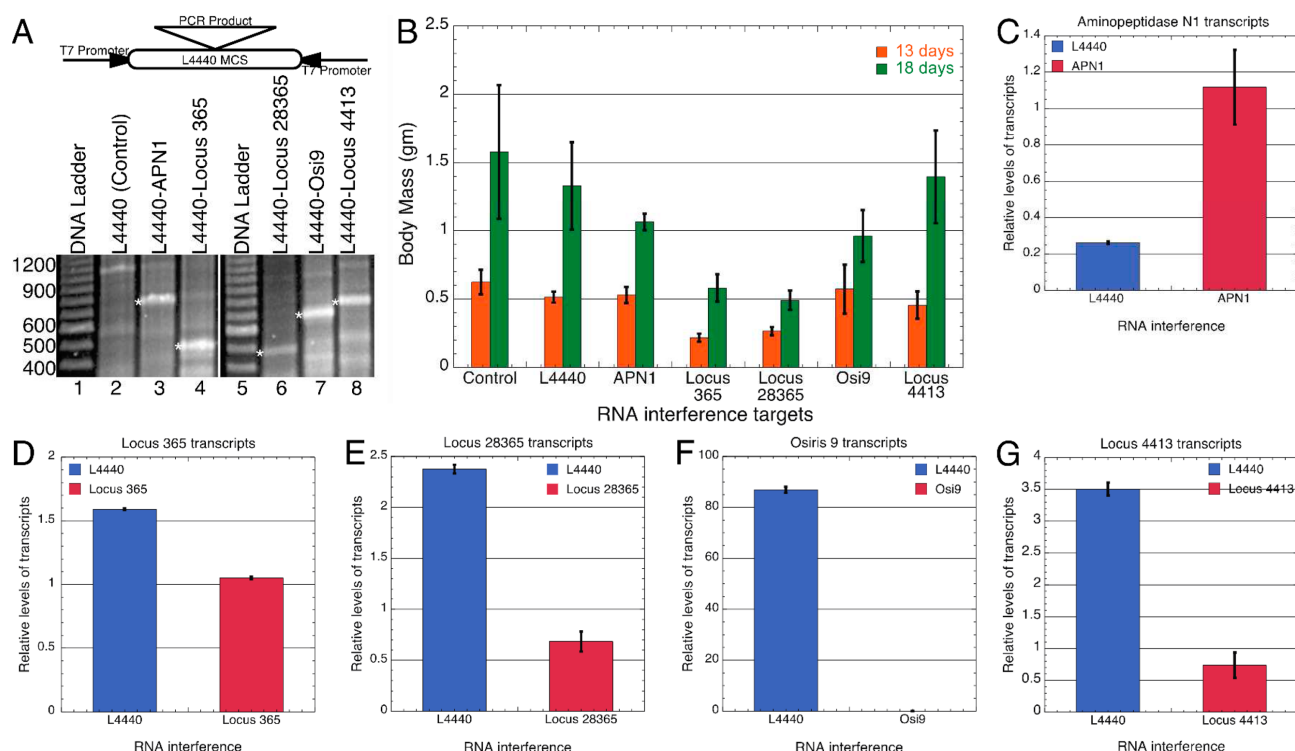 A
PCR Product
T7 Promoter
L4440 MCS
T7 Promoter
DNA Ladder
L4440 (Control)
L4440-APN1
L4440-Locus 365
DNA Ladder
L4440-Locus 28365
L4440-Osi9
L4440-Locus 4413
1200
900
600
500
400
* * * * * 
1 2 3 4 5 6 7 8
B
13 days
18 days
Body Mass (gm)
2.5
2
1.5
1
0.5
0
Control L4440 APN1 Locus 365 Locus 28365 Osi9 Locus 4413
RNA interference targets
C
Aminopeptidase N1 transcripts
L4440
APN1
Relative levels of transcripts
1.4
1.2
1
0.8
0.6
0.4
0.2
0
L4440 APN1
RNA interference
D
Locus 365 transcripts
L4440
Locus 365
Relative levels of transcripts
2
1.5
1
0.5
0
L4440 Locus 365
RNA interference
E
Locus 28365 transcripts
L4440
Locus 28365
Relative levels of transcripts
2.5
2
1.5
1
0.5
0
L4440 Locus 28365
RNA interference
F
Osiris 9 transcripts
L4440
Osi9
Relative levels of transcripts
100
80
60
40
20
0
L4440 Osi9
RNA interference
G
Locus 4413 transcripts
L4440
Locus 4413
Relative levels of transcripts
4
3.5
3
2.5
2
1.5
1
0.5
0
L4440 Locus 4413
RNA interference